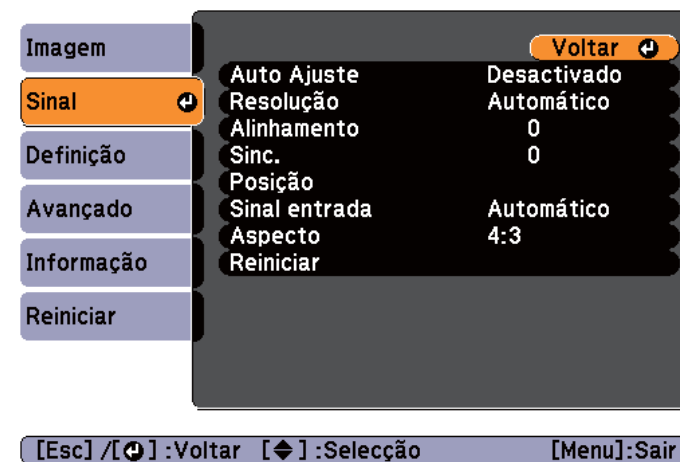 Imagem
Sinal
Definição
Avançado
Informação
Reiniciar
Voltar
Auto Ajuste Desactivado
Resolução Automático
Alinhamento 0
Sinc. 0
Posição
Sinal entrada Automático
Aspecto 4:3
Reiniciar
[Esc] /[⏎] :Voltar [◆] :Selecção [Menu]:Sair